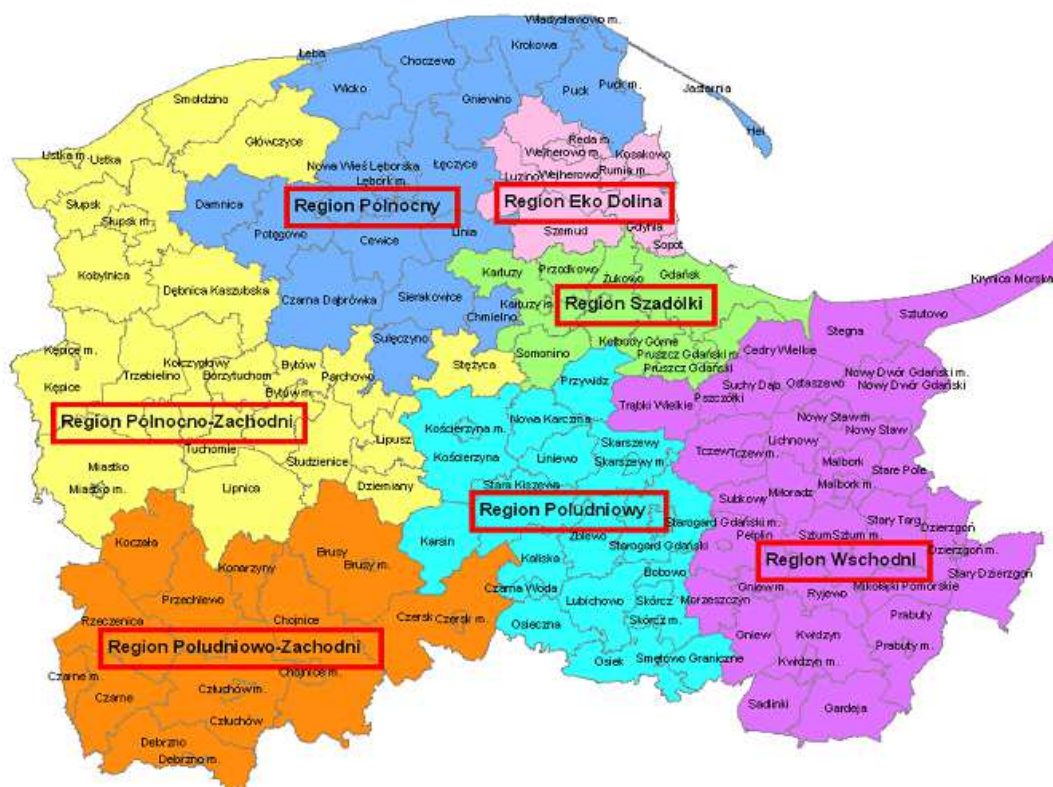 Władysławowo m.
Łeba
Choczewo
Krokowa
Wicko
Puck m.
Puck
Gniewino
Jastarnia
Smołdzino
Hel
Główczyce
Reda m.
Wejherowo m.
Kosakowo
Ustka m.
Ustka
Nowa Wieś Lęborska
Łęczyce
Luzino
Wejherowo
Rumia m.
Lębork m.
Słupsk
Damnica
Region Północny
Region Eko Dolina
Słupsk m.
Potęgowo
Cewice
Linia
Szemud
Gdynia
Sopot
Kobylnica
Dębnica Kaszubska
Kartuzy
Przodkowo
Żukowo
Gdańsk
Krynica Morska
Czarna Dąbrówka
Sierakowice
Kartuzy m.
Region Szadółki
Chmielno
Sztutowo
Stegna
Sulęczyno
Kolbudy Górne
Kępice m.
Kołczygłowy
Bytów
Stężyca
Somonino
Pruszcz Gdański m.
Cedry Wielkie
Pruszcz Gdański
Trzebielino
Borzytuchom
Parchowo
Przywidz
Nowy Dwór Gdański m.
Kępice
Bytów m.
Suchy Dąb
Ostaszewo
Nowy Dwór Gdański
Pszczółki
Trąbki Wielkie
Region Północno-Zachodni
Kościerzyna m.
Nowa Karczma
Nowy Staw m.
Nowy Staw
Lipusz
Skarszewy
Lichnowy
Tuchomie
Studzienice
Kościerzyna
Liniewo
Skarszewy m.
Tczew
Tczew m.
Malbork
Stare Pole
Miastko
Miastko m.
Lipnica
Dziemiany
Stara Kiszewa
Malbork m.
Subkowy
Miłoradz
Region Południowy
Starogard Gdański m.
Stary Targ
Dzierzgoń
Koczała
Karsin
Zblewo
Starogard Gdański
Pelplin
Sztum
Sztum m.
Dzierzgoń m.
Brusy
Brusy m.
Kaliska
Region Wschodni
Konarzyny
Bobowo
Stary Dzierzgoń
Czarna Woda
Gniew m.
Ryjewo
Mikołajki Pomorskie
Przechlewo
Lubichowo
Skórcz
Morzeszczyn
Rzeczenica
Chojnice
Czersk
Czersk m.
Osieczna
Skórcz m.
Prabuty
Region Południowo-Zachodni
Gniew
Kwidzyn
Prabuty m.
Osiek
Smętowo Graniczne
Kwidzyn m.
Czarne m.
Chojnice m.
Czarne
Człuchów m.
Człuchów
Sadlinki
Gardeja
Debrzno
Debrzno m.